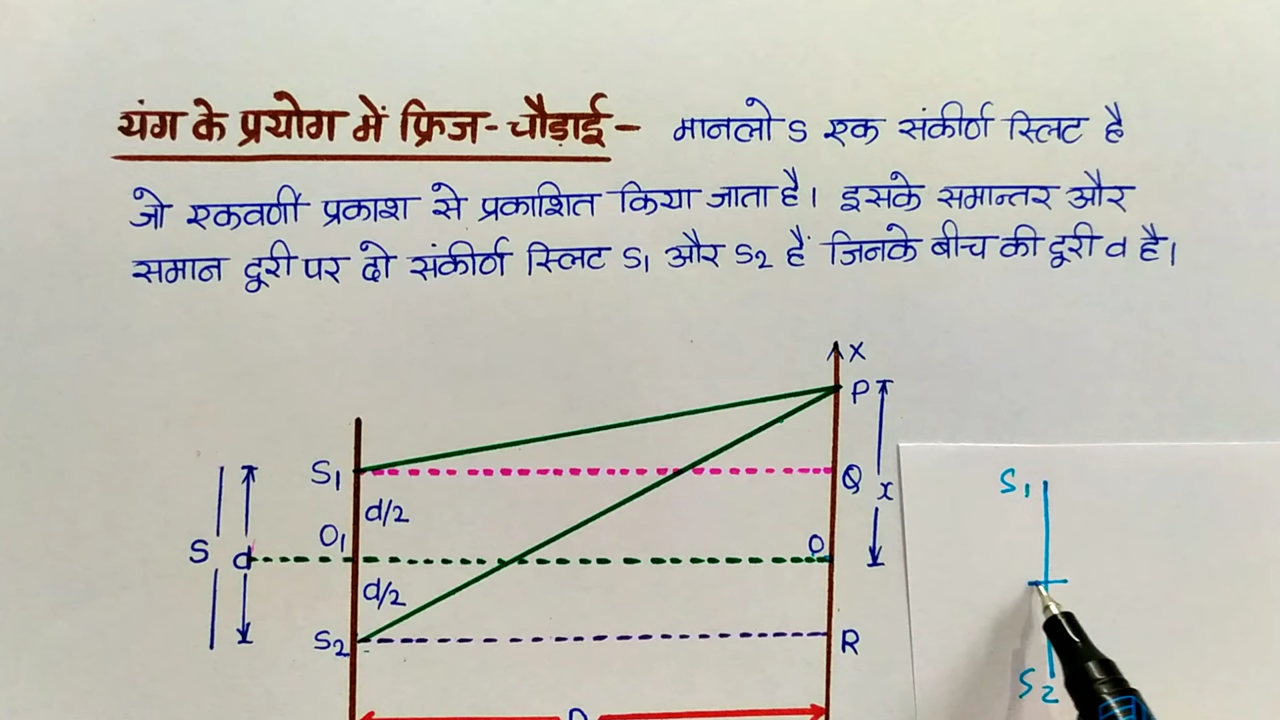 यंग के प्रयोग में फ्रिज-चौड़ाई- मानलो S एक संकीर्ण स्लिट है
जो एकवर्णी प्रकाश से प्रकाशित किया जाता है। इसके समान्तर और
समान दूरी पर दो संकीर्ण स्लिट S1 और S2 हैं जिनके बीच की दूरी व है।
X
P
S1
Q
x
S1
d/2
O1
O
S
d
d/2
S2
R
S2
D